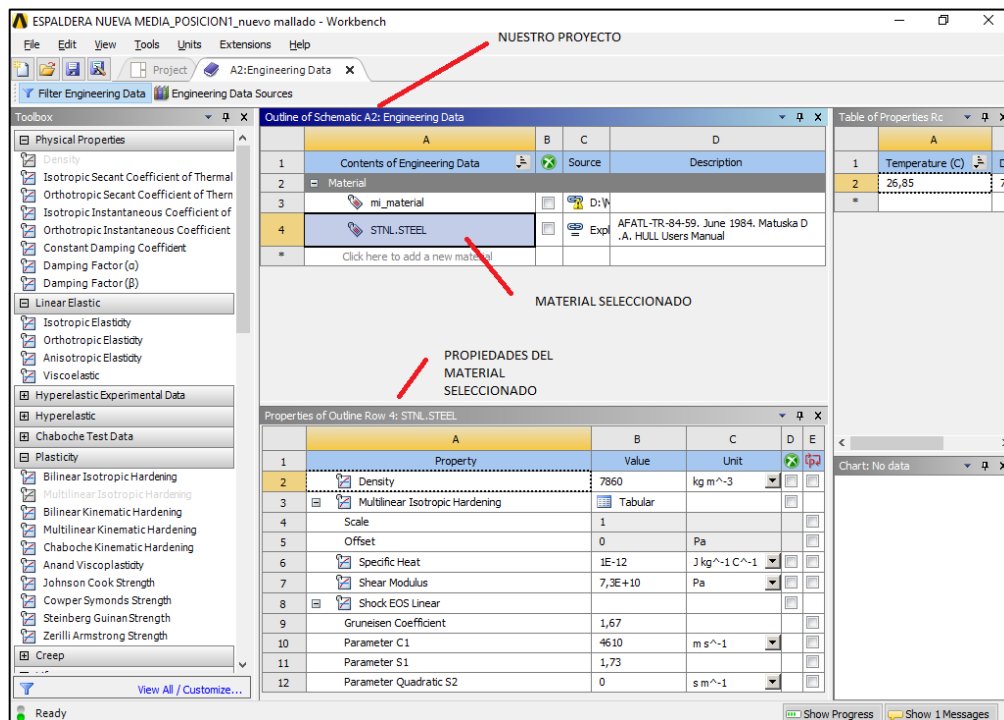 ESPALDERA NUEVA MEDIA_POSICION1_nuevo mallado - Workbench
File Edit View Tools Units Extensions Help
NUESTRO PROYECTO
Project A2:Engineering Data
Filter Engineering Data Engineering Data Sources
Toolbox
Physical Properties
Density
Isotropic Secant Coefficient of Thermal
Orthotropic Secant Coefficient of Therm
Isotropic Instantaneous Coefficient of
Orthotropic Instantaneous Coefficient
Constant Damping Coefficient
Damping Factor (α)
Damping Factor (β)
Linear Elastic
Isotropic Elasticity
Orthotropic Elasticity
Anisotropic Elasticity
Viscoelastic
Hyperelastic Experimental Data
Hyperelastic
Chaboche Test Data
Plasticity
Bilinear Isotropic Hardening
Multilinear Isotropic Hardening
Bilinear Kinematic Hardening
Multilinear Kinematic Hardening
Chaboche Kinematic Hardening
Anand Viscoplasticity
Johnson Cook Strength
Cowper Symonds Strength
Steinberg Guinan Strength
Zerilli Armstrong Strength
Creep
View All / Customize...
Outline of Schematic A2: Engineering Data
A B C D
1 Contents of Engineering Data Source Description
2 Material
3 mi_material D:\
4 STNL.STEEL Expl AFATL-TR-84-59. June 1984. Matuska D
.A. HULL Users Manual
* Click here to add a new material
MATERIAL SELECCIONADO
PROPIEDADES DEL
MATERIAL
SELECCIONADO
Properties of Outline Row 4: STNL.STEEL
A B C D E
1 Property Value Unit
2 Density 7860 kg m^-3
3 Multilinear Isotropic Hardening Tabular
4 Scale 1
5 Offset 0 Pa
6 Specific Heat 1E-12 J kg^-1 C^-1
7 Shear Modulus 7,3E+10 Pa
8 Shock EOS Linear
9 Gruneisen Coefficient 1,67
10 Parameter C1 4610 m s^-1
11 Parameter S1 1,73
12 Parameter Quadratic S2 0 s m^-1
Table of Properties Rc
A
1 Temperature (C) D
2 26,85 7
*
Chart: No data
Ready
Show Progress Show 1 Messages